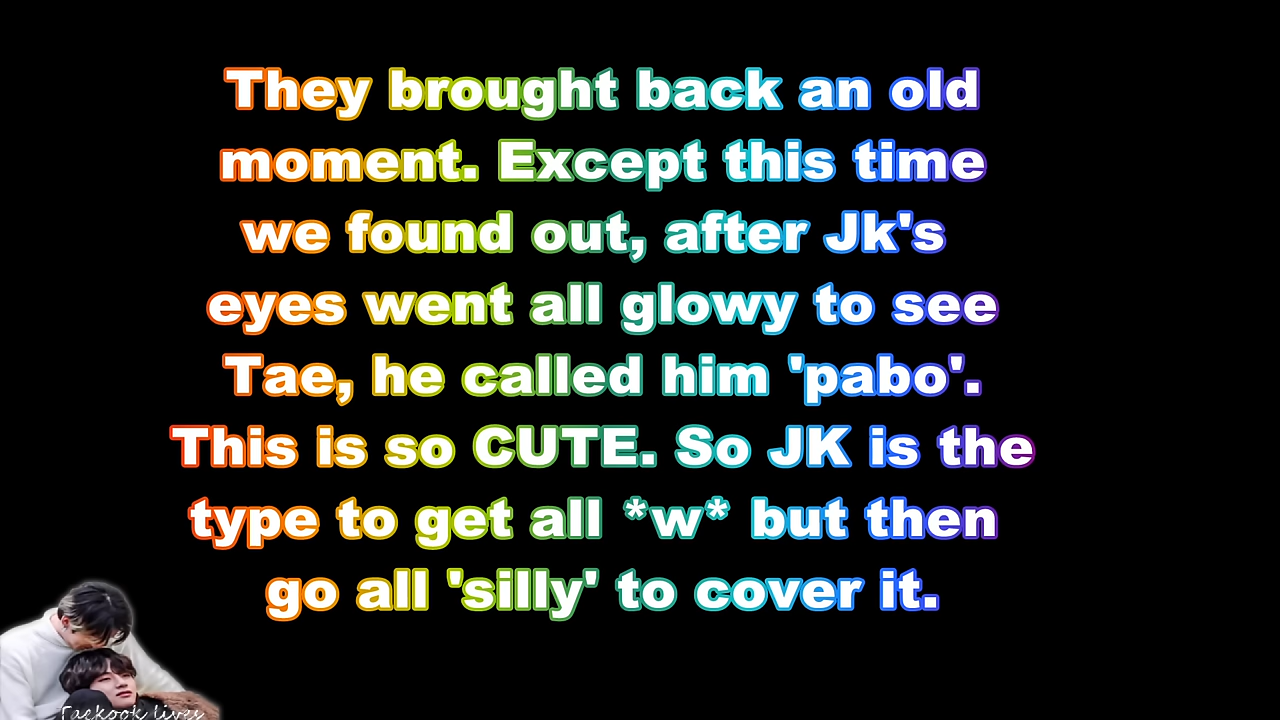 They brought back an old
moment. Except this time
we found out, after Jk's
eyes went all glowy to see
Tae, he called him 'pabo'.
This is so CUTE. So JK is the
type to get all *w* but then
go all 'silly' to cover it.
Taekook lives